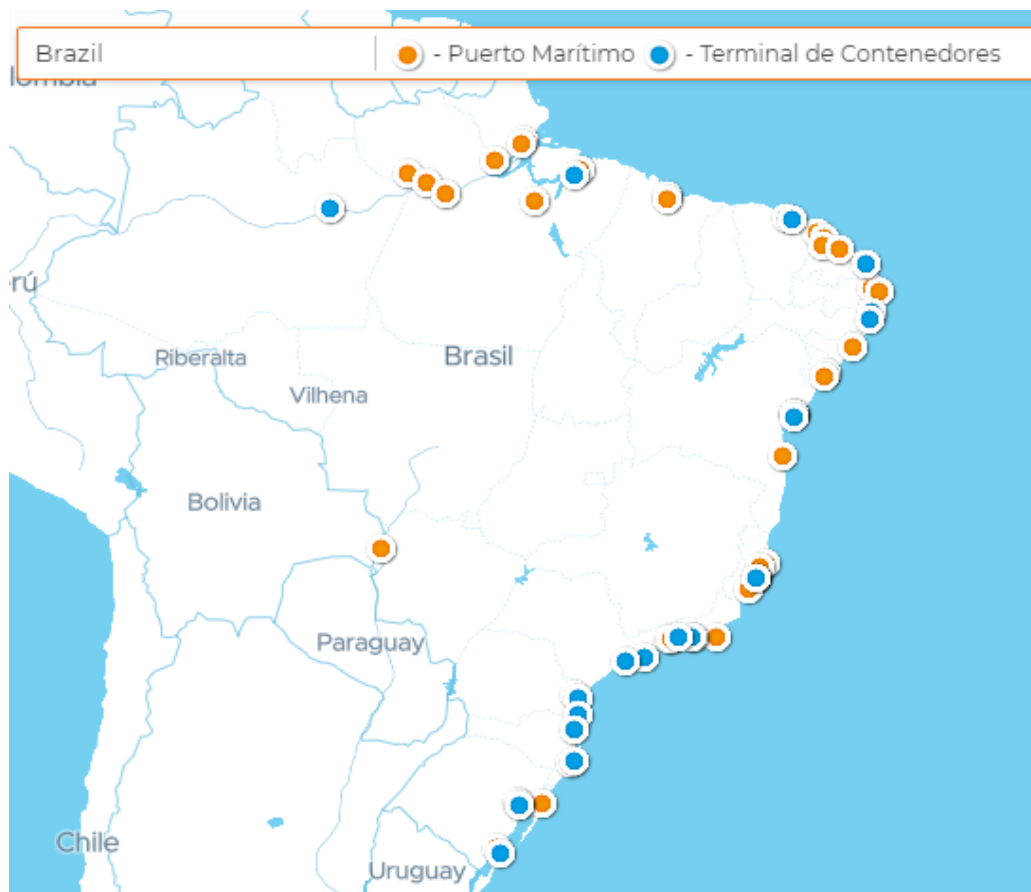 Brazil - Puerto Marítimo - Terminal de Contenedores
Riberalta
Brasil
Vilhena
Bolivia
Paraguay
Chile
Uruguay